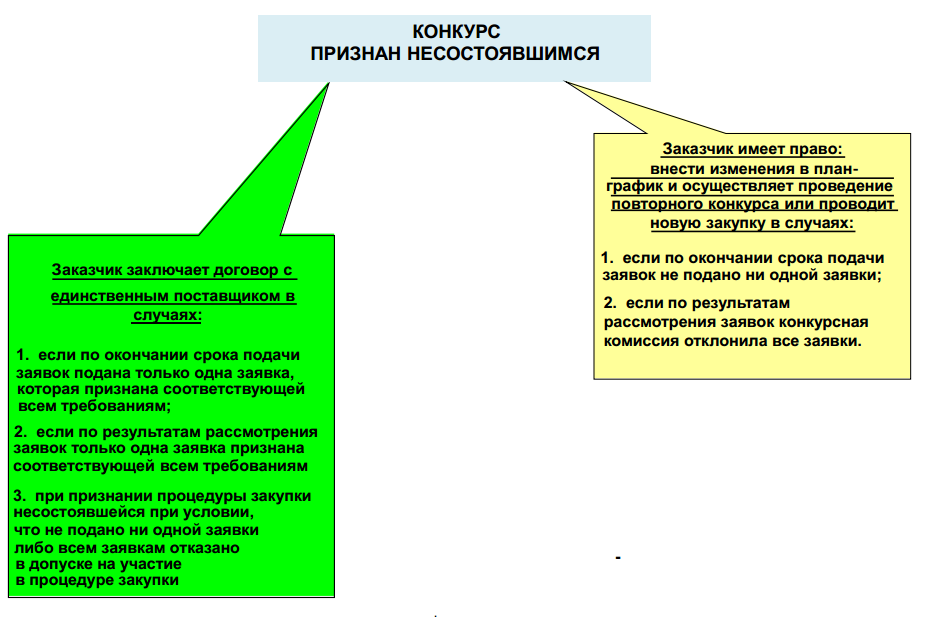 КОНКУРС
ПРИЗНАН НЕСОСТОЯВШИМСЯ
Заказчик заключает договор с
единственным поставщиком в
случаях:
1. если по окончании срока подачи
заявок подана только одна заявка,
которая признана соответствующей
всем требованиям;
2. если по результатам рассмотрения
заявок только одна заявка признана
соответствующей всем требованиям
3. при признании процедуры закупки
несостоявшейся при условии,
что не подано ни одной заявки
либо всем заявкам отказано
в допуске на участие
в процедуре закупки
Заказчик имеет право:
внести изменения в план-
график и осуществляет проведение
повторного конкурса или проводит
новую закупку в случаях:
1. если по окончании срока подачи
заявок не подано ни одной заявки;
2. если по результатам
рассмотрения заявок конкурсная
комиссия отклонила все заявки.
-
.